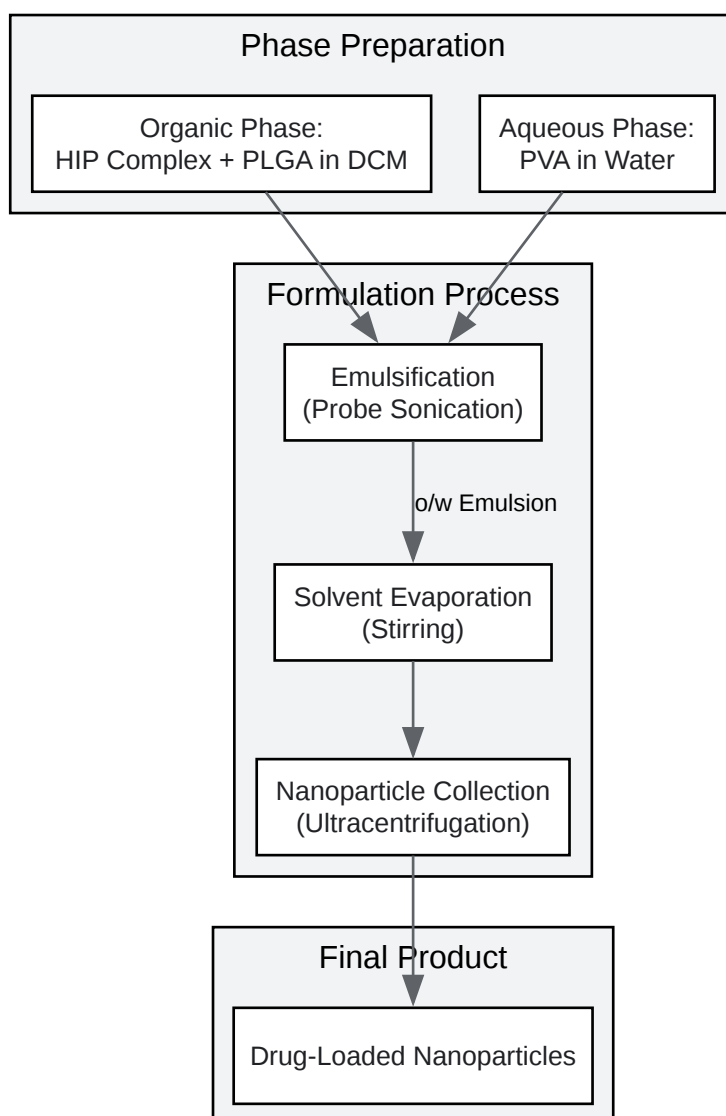 Phase Preparation
Organic Phase:
HIP Complex + PLGA in DCM
Aqueous Phase:
PVA in Water
Formulation Process
Emulsification
(Probe Sonication)
o/w Emulsion
Solvent Evaporation
(Stirring)
Nanoparticle Collection
(Ultracentrifugation)
Final Product
Drug-Loaded Nanoparticles